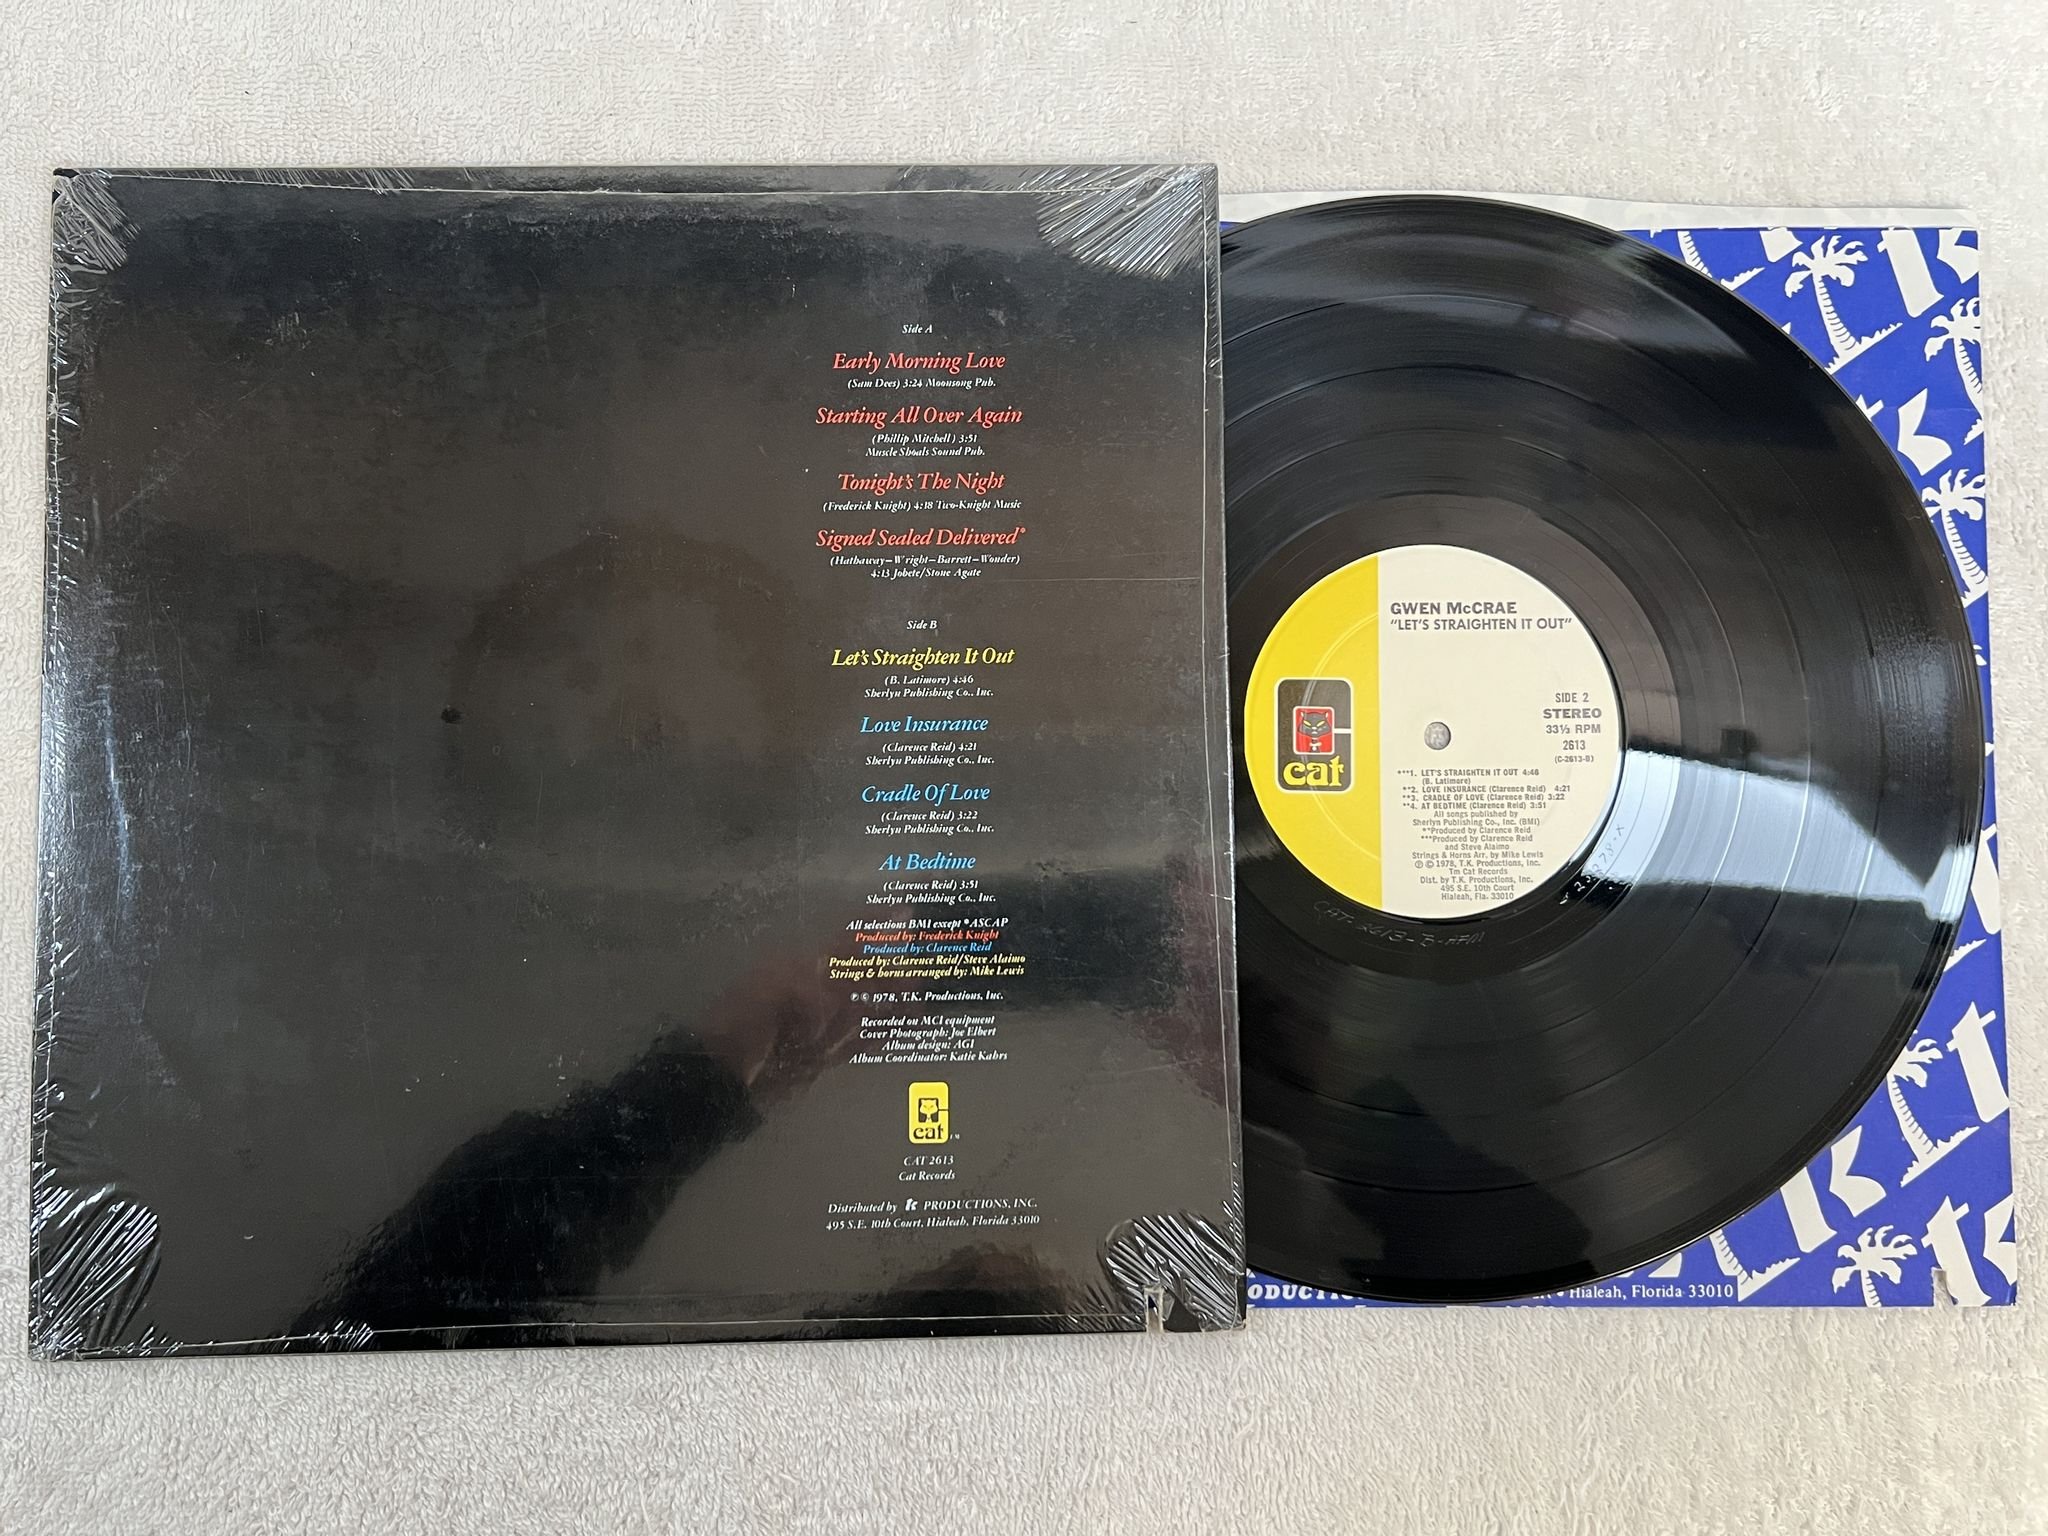 Side A
Early Morning Love
(Sam Dees) 3:24 Moonsong Pub.
Starting All Over Again
(Phillip Mitchell) 3:51
Muscle Shoals Sound Pub.
Tonight's The Night
(Frederick Knight) 4:18 Two-Knight Music
Signed Sealed Delivered*
(Hathaway—Wright—Barrett—Wonder)
4:13 Jobete/Stone Agate
Side B
Let's Straighten It Out
(B. Latimore) 4:46
Sherlyn Publishing Co., Inc.
Love Insurance
(Clarence Reid) 4:21
Sherlyn Publishing Co., Inc.
Cradle Of Love
(Clarence Reid) 3:22
Sherlyn Publishing Co., Inc.
At Bedtime
(Clarence Reid) 3:51
Sherlyn Publishing Co., Inc.
All selections BMI except * ASCAP
Produced by: Frederick Knight
Produced by: Clarence Reid
Produced by: Clarence Reid/Steve Alaimo
Strings & horns arranged by: Mike Lewis
℗ © 1978, T.K. Productions, Inc.
Recorded on MCI equipment
Cover Photograph: Joe Elbert
Album design: AGI
Album Coordinator: Katie Kahrs
cat TM
CAT 2613
Cat Records
Distributed by tk PRODUCTIONS, INC.
495 S.E. 10th Court, Hialeah, Florida 33010
GWEN McCRAE
"LET'S STRAIGHTEN IT OUT"
SIDE 2
STEREO
33⅓ RPM
2613
(C-2613-B)
cat
***1. LET'S STRAIGHTEN IT OUT 4:46
(B. Latimore)
**2. LOVE INSURANCE (Clarence Reid) 4:21
**3. CRADLE OF LOVE (Clarence Reid) 3:22
**4. AT BEDTIME (Clarence Reid) 3:51
All songs published by
Sherlyn Publishing Co., Inc. (BMI)
**Produced by Clarence Reid
***Produced by Clarence Reid
and Steve Alaimo
Strings & Horns Arr. by Mike Lewis
℗ © 1978, T.K. Productions, Inc.
Tm Cat Records
Dist. by T.K. Productions, Inc.
495 S.E. 10th Court
Hialeah, Fla. 33010
CAT-2613-B
Hialeah, Florida 33010